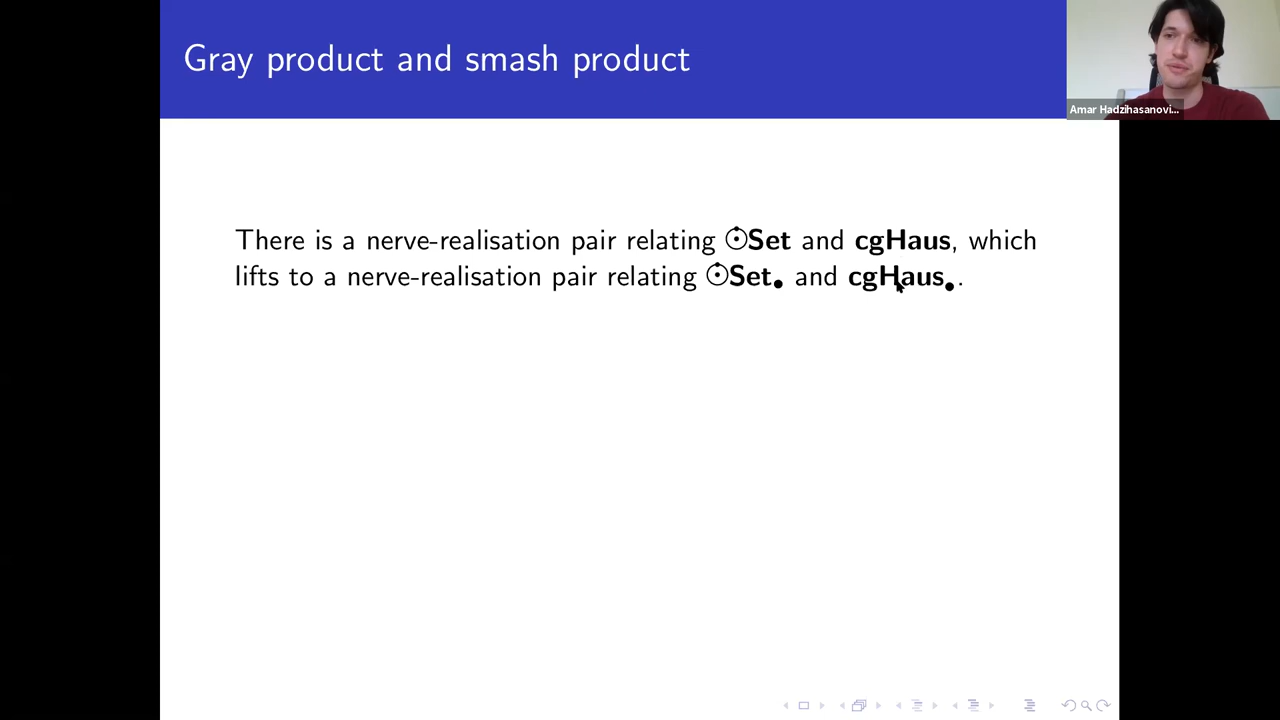 Gray product and smash product
Amar Hadzihasanovi...
There is a nerve-realisation pair relating ⊙Set and cgHaus, which
lifts to a nerve-realisation pair relating ⊙Set• and cgHaus•.